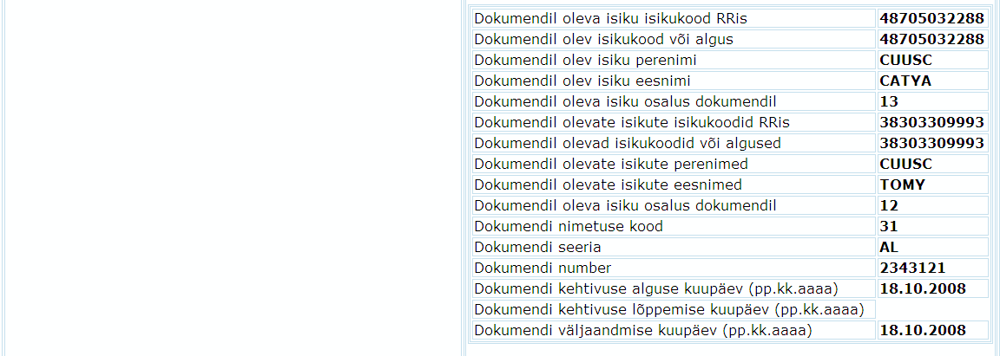 Dokumendil oleva isiku isikukood RRis 48705032288
Dokumendil olev isikukood või algus 48705032288
Dokumendil olev isiku perenimi CUUSC
Dokumendil olev isiku eesnimi CATYA
Dokumendil oleva isiku osalus dokumendil 13
Dokumendil olevate isikute isikukoodid RRis 38303309993
Dokumendil olevad isikukoodid või algused 38303309993
Dokumendil olevate isikute perenimed CUUSC
Dokumendil olevate isikute eesnimed TOMY
Dokumendil oleva isiku osalus dokumendil 12
Dokumendi nimetuse kood 31
Dokumendi seeria AL
Dokumendi number 2343121
Dokumendi kehtivuse alguse kuupäev (pp.kk.aaaa) 18.10.2008
Dokumendi kehtivuse lõppemise kuupäev (pp.kk.aaaa)
Dokumendi väljaandmise kuupäev (pp.kk.aaaa) 18.10.2008